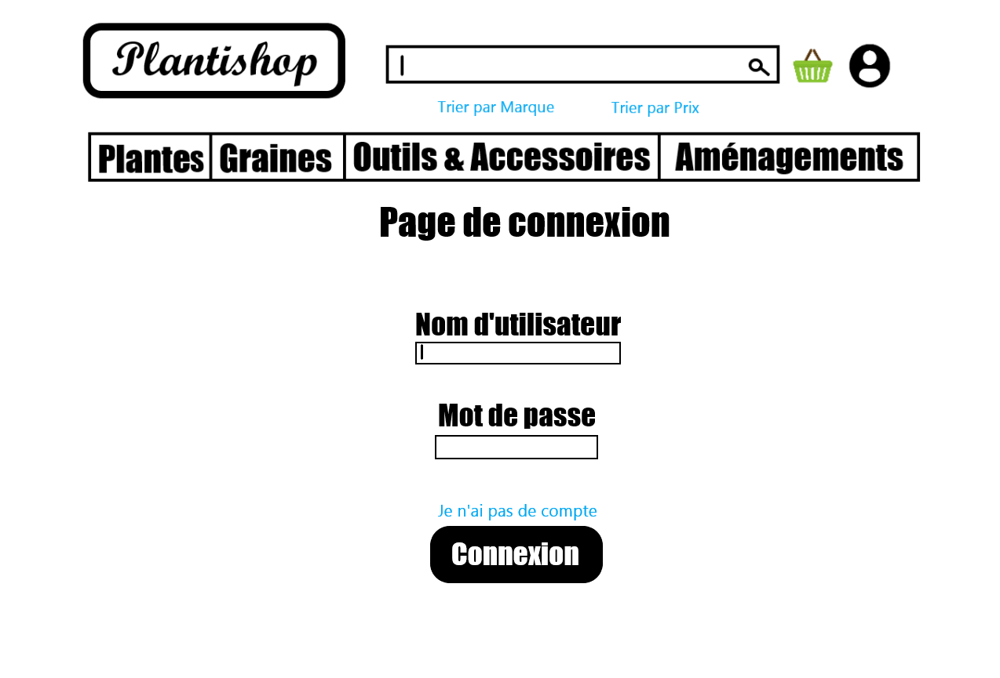 Plantishop
Trier par Marque Trier par Prix
Plantes Graines Outils & Accessoires Aménagements
Page de connexion
Nom d'utilisateur
Mot de passe
Je n'ai pas de compte
Connexion